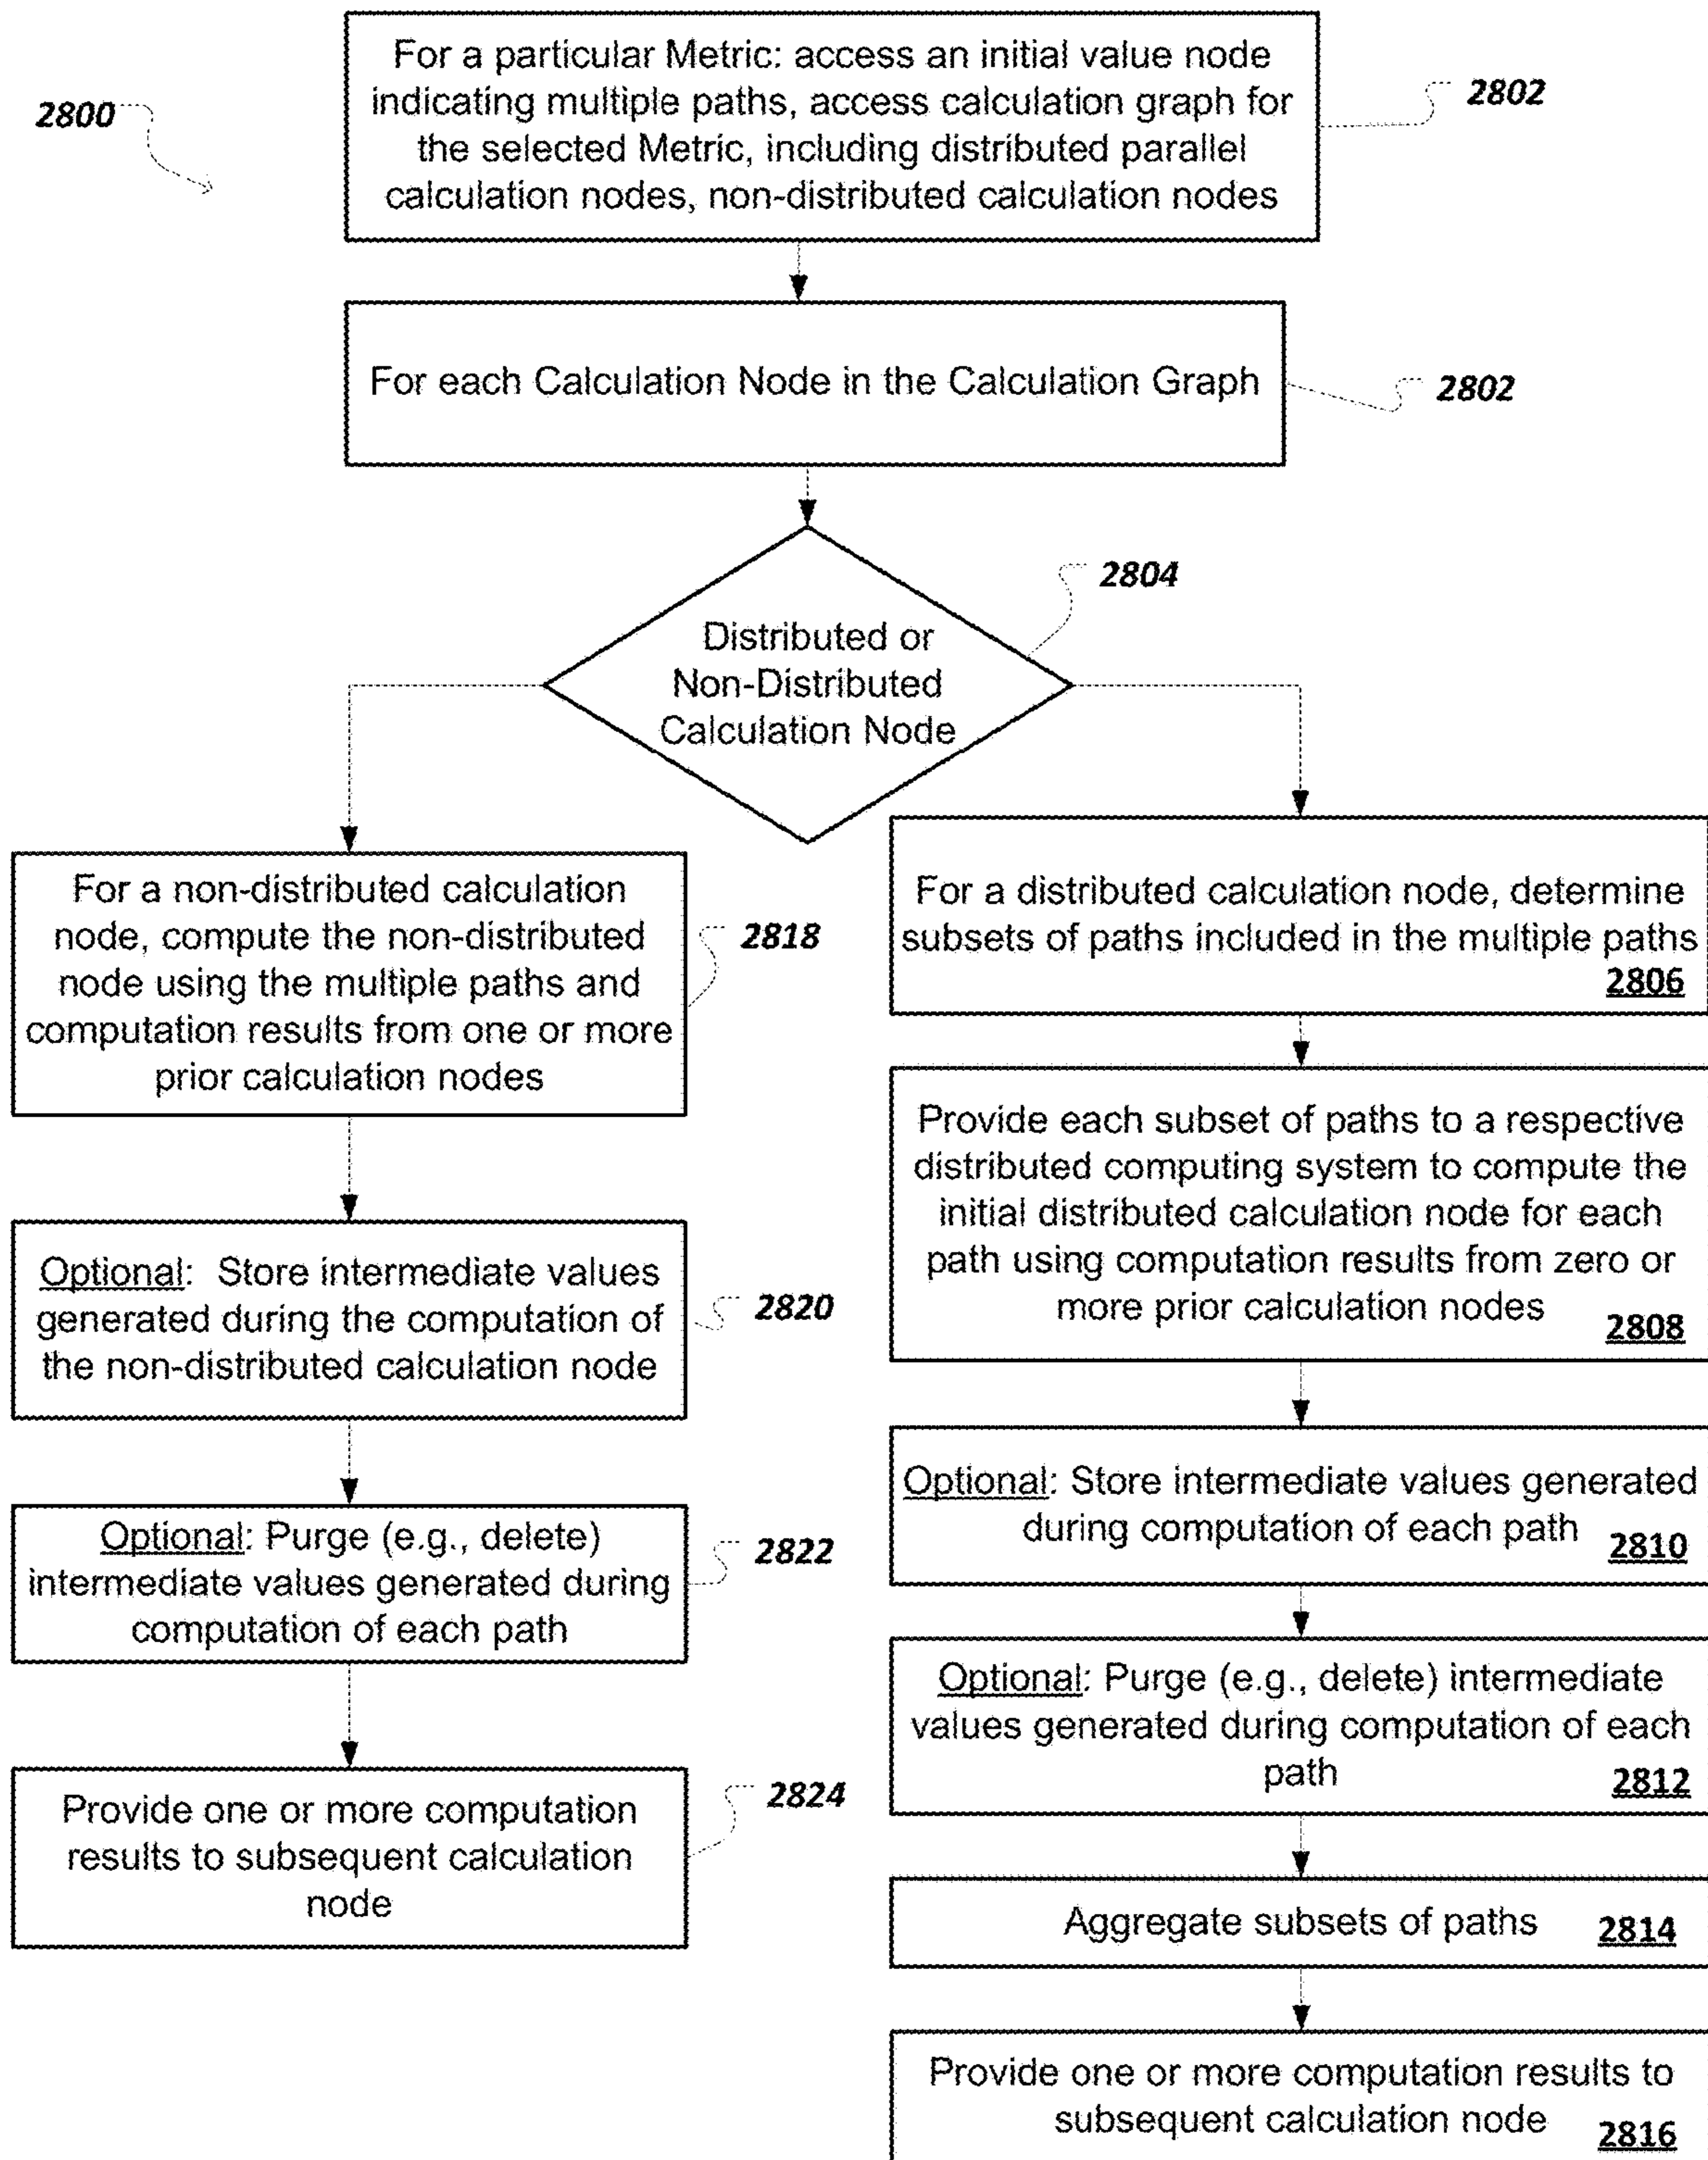 2800
For a particular Metric: access an initial value node
indicating multiple paths, access calculation graph for
the selected Metric, including distributed parallel
calculation nodes, non-distributed calculation nodes
2802
For each Calculation Node in the Calculation Graph
2802
Distributed or
Non-Distributed
Calculation Node
2804
For a non-distributed calculation
node, compute the non-distributed
node using the multiple paths and
computation results from one or more
prior calculation nodes
2818
Optional: Store intermediate values
generated during the computation of
the non-distributed calculation node
2820
Optional: Purge (e.g., delete)
intermediate values generated during
computation of each path
2822
Provide one or more computation
results to subsequent calculation
node
2824
For a distributed calculation node, determine
subsets of paths included in the multiple paths
2806
Provide each subset of paths to a respective
distributed computing system to compute the
initial distributed calculation node for each
path using computation results from zero or
more prior calculation nodes
2808
Optional: Store intermediate values generated
during computation of each path
2810
Optional: Purge (e.g., delete) intermediate
values generated during computation of each
path
2812
Aggregate subsets of paths
2814
Provide one or more computation results to
subsequent calculation node
2816